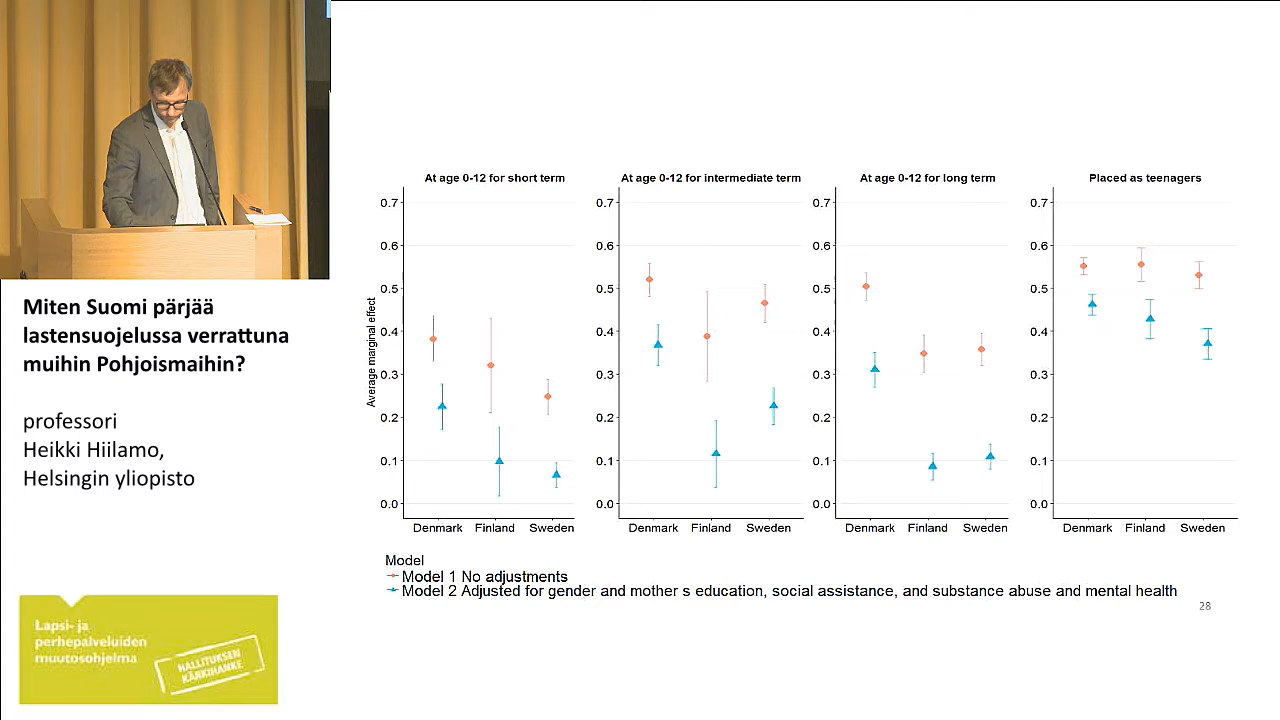 Miten Suomi pärjää
lastensuojelussa verrattuna
muihin Pohjoismaihin?
professori
Heikki Hiilamo,
Helsingin yliopisto
Lapsi- ja
perhepalveluiden
muutosohjelma
HALLITUKSEN
KÄRKIHANKE
At age 0-12 for short term
At age 0-12 for intermediate term
At age 0-12 for long term
Placed as teenagers
Average marginal effect
0.7
0.6
0.5
0.4
0.3
0.2
0.1
0.0
Denmark Finland Sweden
0.7
0.6
0.5
0.4
0.3
0.2
0.1
0.0
Denmark Finland Sweden
0.7
0.6
0.5
0.4
0.3
0.2
0.1
0.0
Denmark Finland Sweden
0.7
0.6
0.5
0.4
0.3
0.2
0.1
0.0
Denmark Finland Sweden
Model
Model 1 No adjustments
Model 2 Adjusted for gender and mother s education, social assistance, and substance abuse and mental health
28